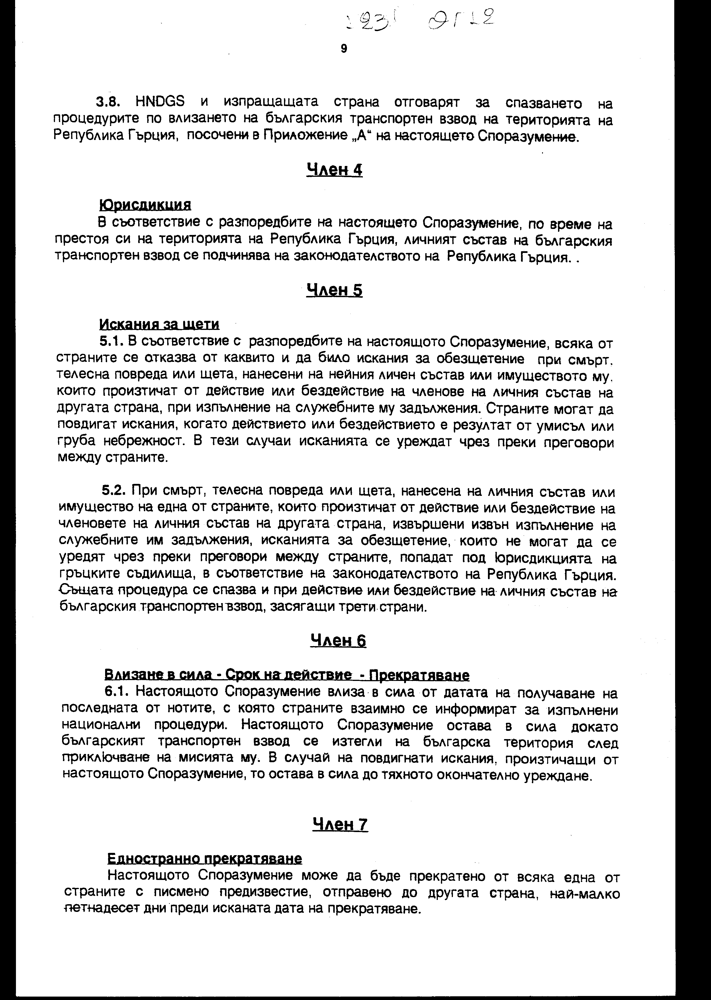 9
3.8. HNDGS и изпращащата страна отговарят за спазването на
процедурите по влизането на българския транспортен взвод на територията на
Република Гърция, посочени в Приложение „А“ на настоящето Споразумение.
Член 4
Юрисдикция
В съответствие с разпоредбите на настоящето Споразумение, по време на
престоя си на територията на Република Гърция, личният състав на българския
транспортен взвод се подчинява на законодателството на Република Гърция. .
Член 5
Искания за щети
5.1. В съответствие с разпоредбите на настоящото Споразумение, всяка от
страните се отказва от каквито и да било искания за обезщетение при смърт,
телесна повреда или щета, нанесени на нейния личен състав или имуществото му,
които произтичат от действие или бездействие на членове на личния състав на
другата страна, при изпълнение на служебните му задължения. Страните могат да
повдигат искания, когато действието или бездействието е резултат от умисъл или
груба небрежност. В тези случаи исканията се уреждат чрез преки преговори
между страните.
5.2. При смърт, телесна повреда или щета, нанесена на личния състав или
имущество на една от страните, които произтичат от действие или бездействие на
членовете на личния състав на другата страна, извършени извън изпълнение на
служебните им задължения, исканията за обезщетение, които не могат да се
уредят чрез преки преговори между страните, попадат под юрисдикцията на
гръцките съдилища, в съответствие на законодателството на Република Гърция.
Същата процедура се спазва и при действие или бездействие на личния състав на
българския транспортен взвод, засягащи трети страни.
Член 6
Влизане в сила - Срок на действие - Прекратяване
6.1. Настоящото Споразумение влиза в сила от датата на получаване на
последната от нотите, с която страните взаимно се информират за изпълнени
национални процедури. Настоящото Споразумение остава в сила докато
българският транспортен взвод се изтегли на българска територия след
приключване на мисията му. В случай на повдигнати искания, произтичащи от
настоящото Споразумение, то остава в сила до тяхното окончателно уреждане.
Член 7
Едностранно прекратяване
Настоящото Споразумение може да бъде прекратено от всяка една от
страните с писмено предизвестие, отправено до другата страна, най-малко
петнадесет дни преди исканата дата на прекратяване.